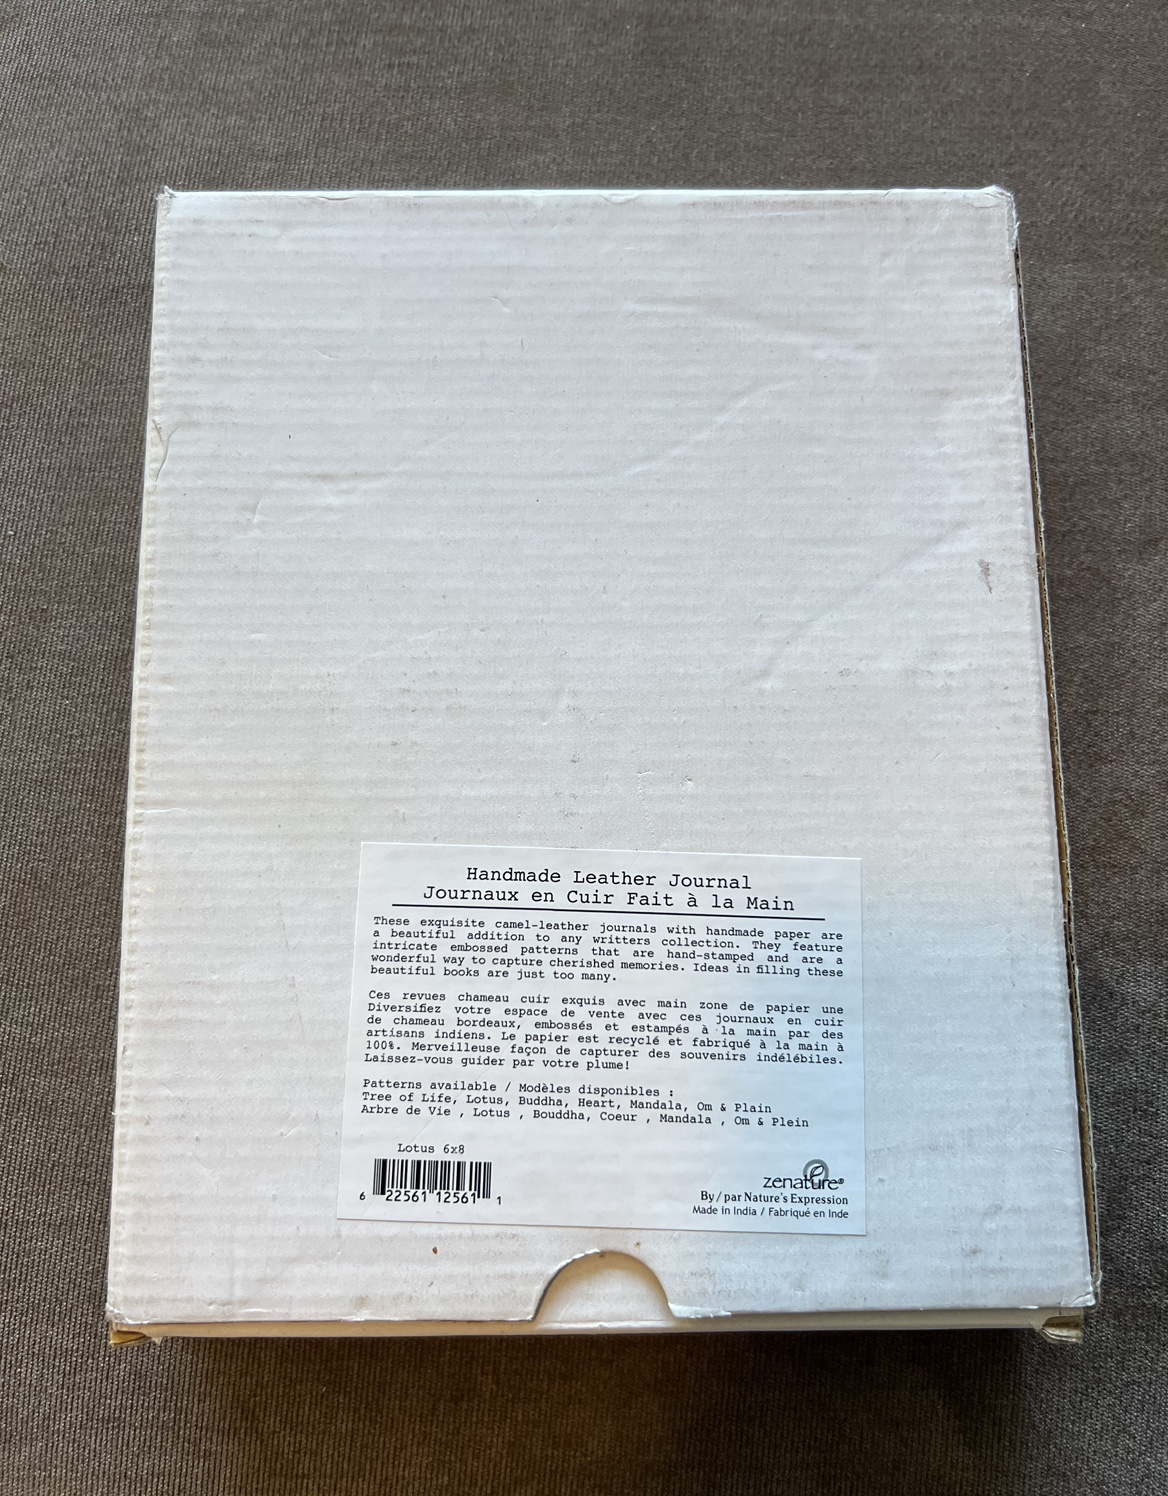 Handmade Leather Journal
Journaux en Cuir Fait à la Main
These exquisite camel-leather journals with handmade paper are
a beautiful addition to any writters collection. They feature
intricate embossed patterns that are hand-stamped and are a
wonderful way to capture cherished memories. Ideas in filling these
beautiful books are just too many.
Ces revues chameau cuir exquis avec main zone de papier une
Diversifiez votre espace de vente avec ces journaux en cuir
de chameau bordeaux, embossés et estampés à la main par des
artisans indiens. Le papier est recyclé et fabriqué à la main à
100%. Merveilleuse façon de capturer des souvenirs indélébiles.
Laissez-vous guider par votre plume!
Patterns available / Modèles disponibles :
Tree of Life, Lotus, Buddha, Heart, Mandala, Om & Plain
Arbre de Vie , Lotus , Bouddha, Coeur , Mandala , Om & Plein
Lotus 6x8
6 22561 12561 1
zenature®
By / par Nature's Expression
Made in India / Fabriqué en Inde